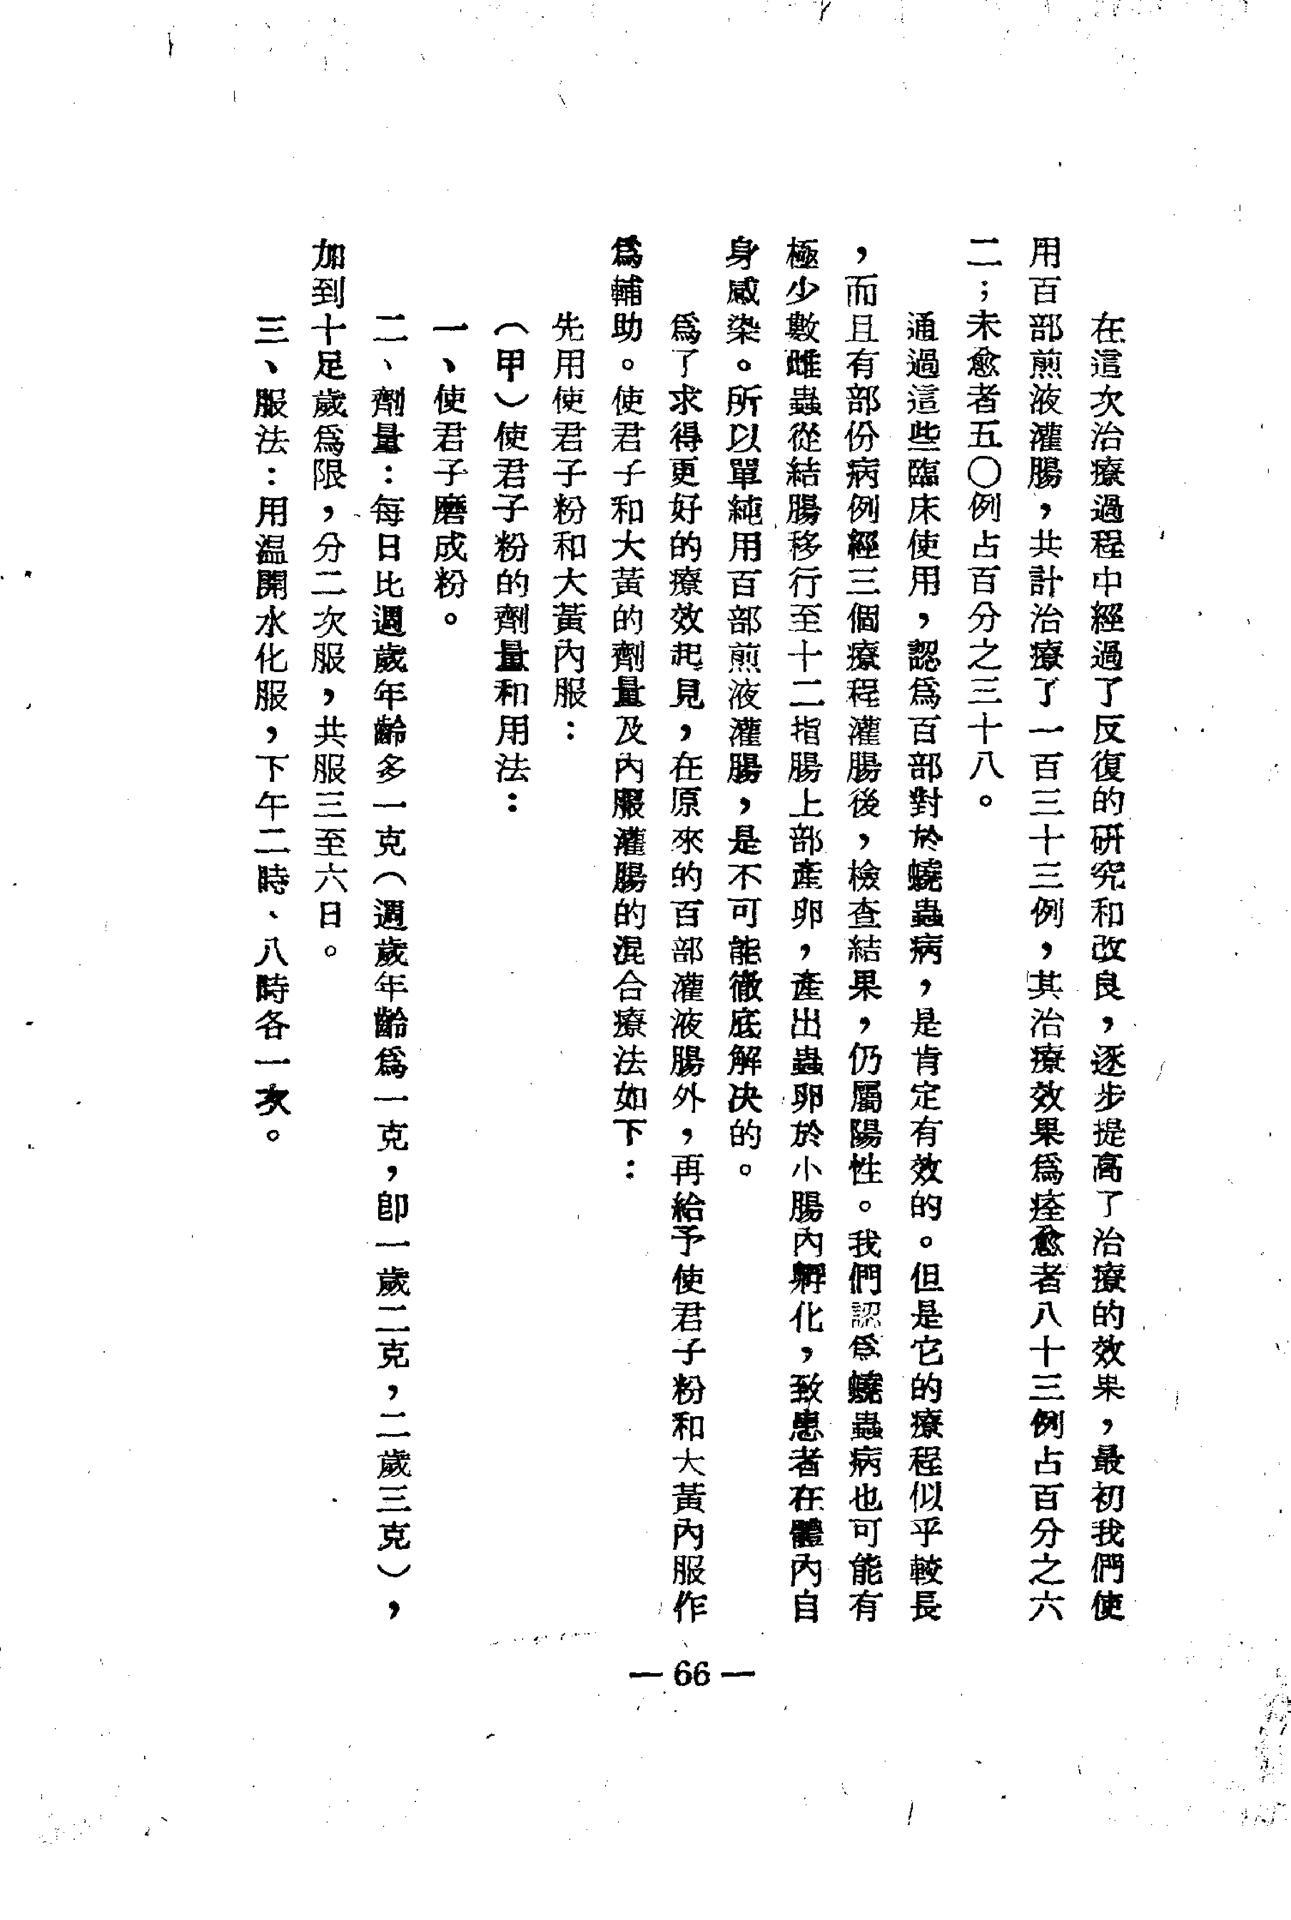 在這次治療過程中經過了反復的研究和改良，逐步提高了治療的效果，最初我們使
用百部煎液灌腸，共計治療了一百三十三例，其治療效果爲痊愈者八十三例占百分之六
二；未愈者五〇例占百分之三十八。
通過這些臨床使用，認爲百部對於蟯蟲病，是肯定有效的。但是它的療程似乎較長
，而且有部份病例經三個療程灌腸後，檢查結果，仍屬陽性。我們認爲蟯蟲病也可能有
極少數雌蟲從結腸移行至十二指腸上部產卵，產出蟲卵於小腸內孵化，致患者在體內自
身感染。所以單純用百部煎液灌腸，是不可能徹底解決的。
爲了求得更好的療效起見，在原來的百部灌液腸外，再給予使君子粉和大黃內服作
爲輔助。使君子和大黃的劑量及內服灌腸的混合療法如下：
先用使君子粉和大黃內服：
（甲）使君子粉的劑量和用法：
一、使君子磨成粉。
二、劑量：每日比週歲年齡多一克（週歲年齡爲一克，卽一歲二克，二歲三克），
加到十足歲爲限，分二次服，共服三至六日。
三、服法：用温開水化服，下午二時、八時各一次。
— 66 —